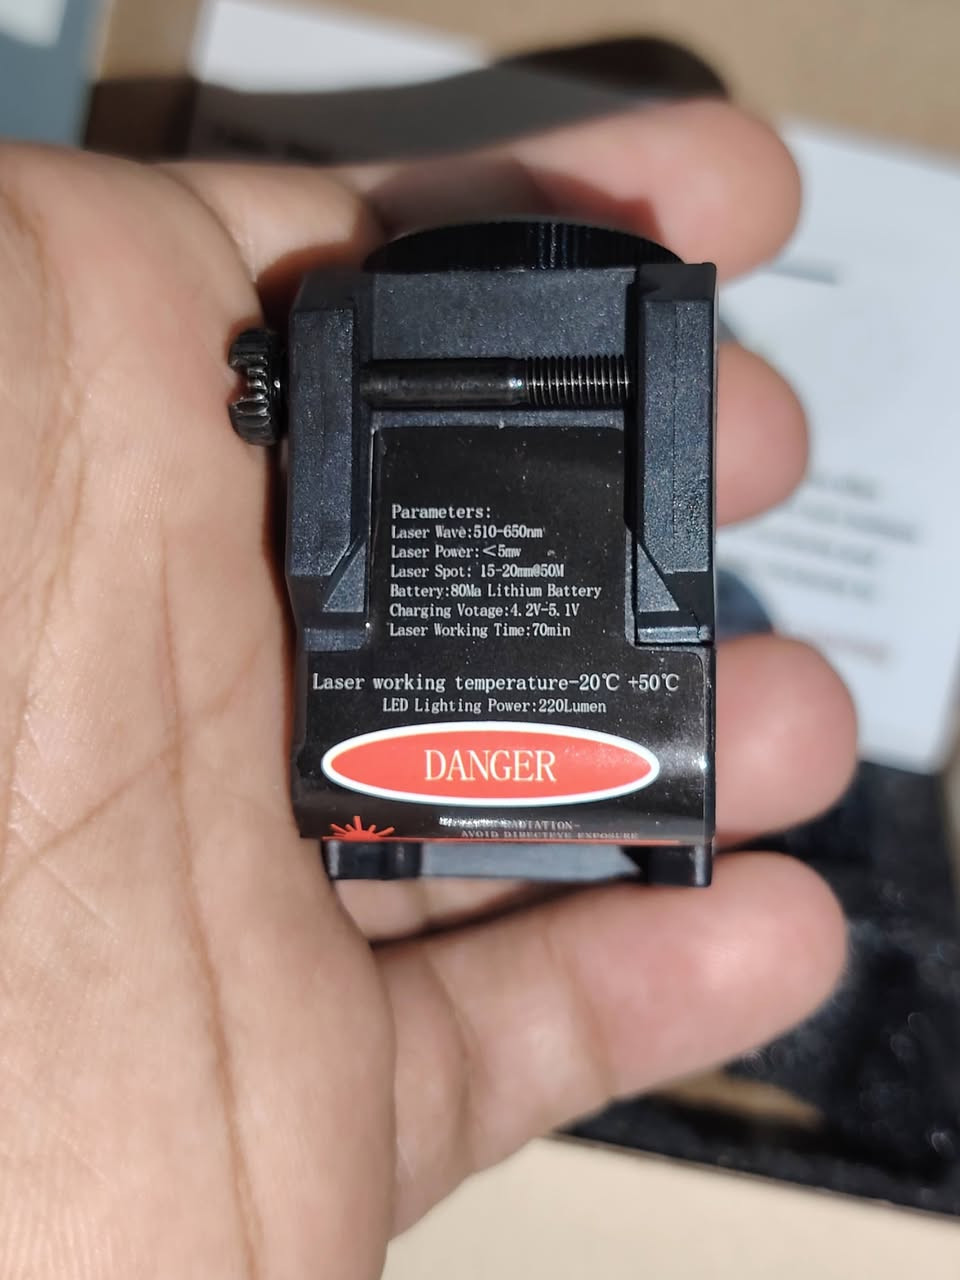 Parameters:
Laser Wave:510-650nm
Laser Power:<5mw
Laser Spot: 15-20mm@50M
Battery:80Ma Lithium Battery
Charging Votage:4.2V-5.1V
Laser Working Time:70min
Laser working temperature-20℃ +50℃
LED Lighting Power:220Lumen
DANGER
RADIATION-
AVOID DIRECTEYE EXPOSURE